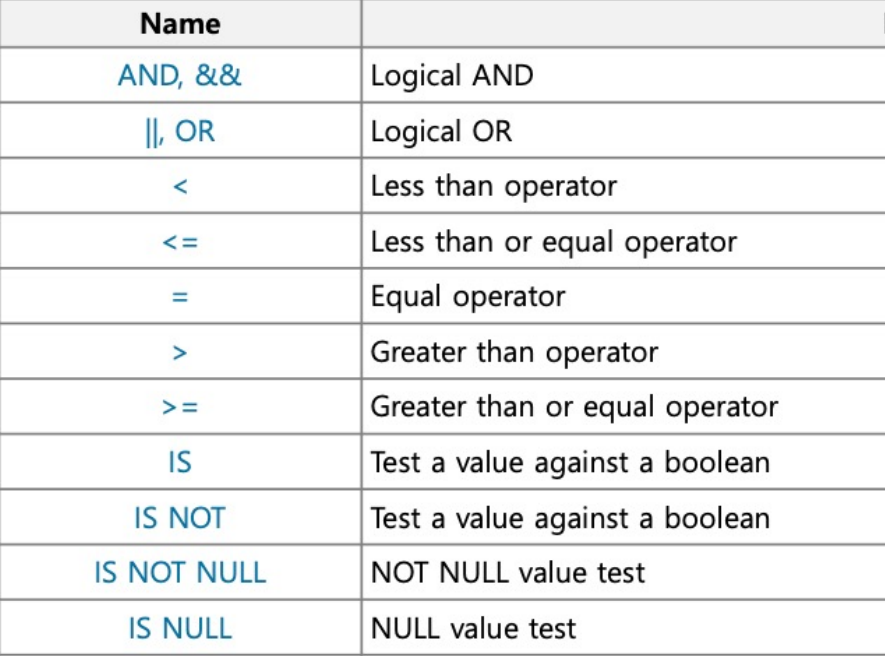 Name
AND, && Logical AND
||, OR Logical OR
< Less than operator
<= Less than or equal operator
= Equal operator
> Greater than operator
>= Greater than or equal operator
IS Test a value against a boolean
IS NOT Test a value against a boolean
IS NOT NULL NOT NULL value test
IS NULL NULL value test